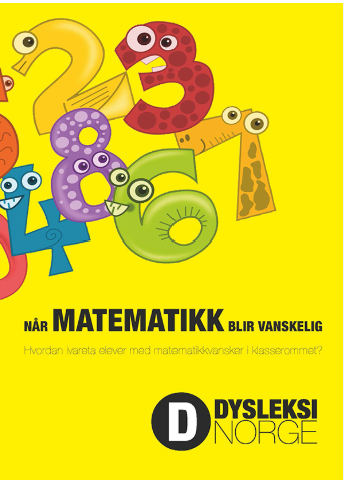 NÅR MATEMATIKK BLIR VANSKELIG
Hvordan ivareta elever med matematikkvansker i klasserommet?
D DYSLEKSI
NORGE